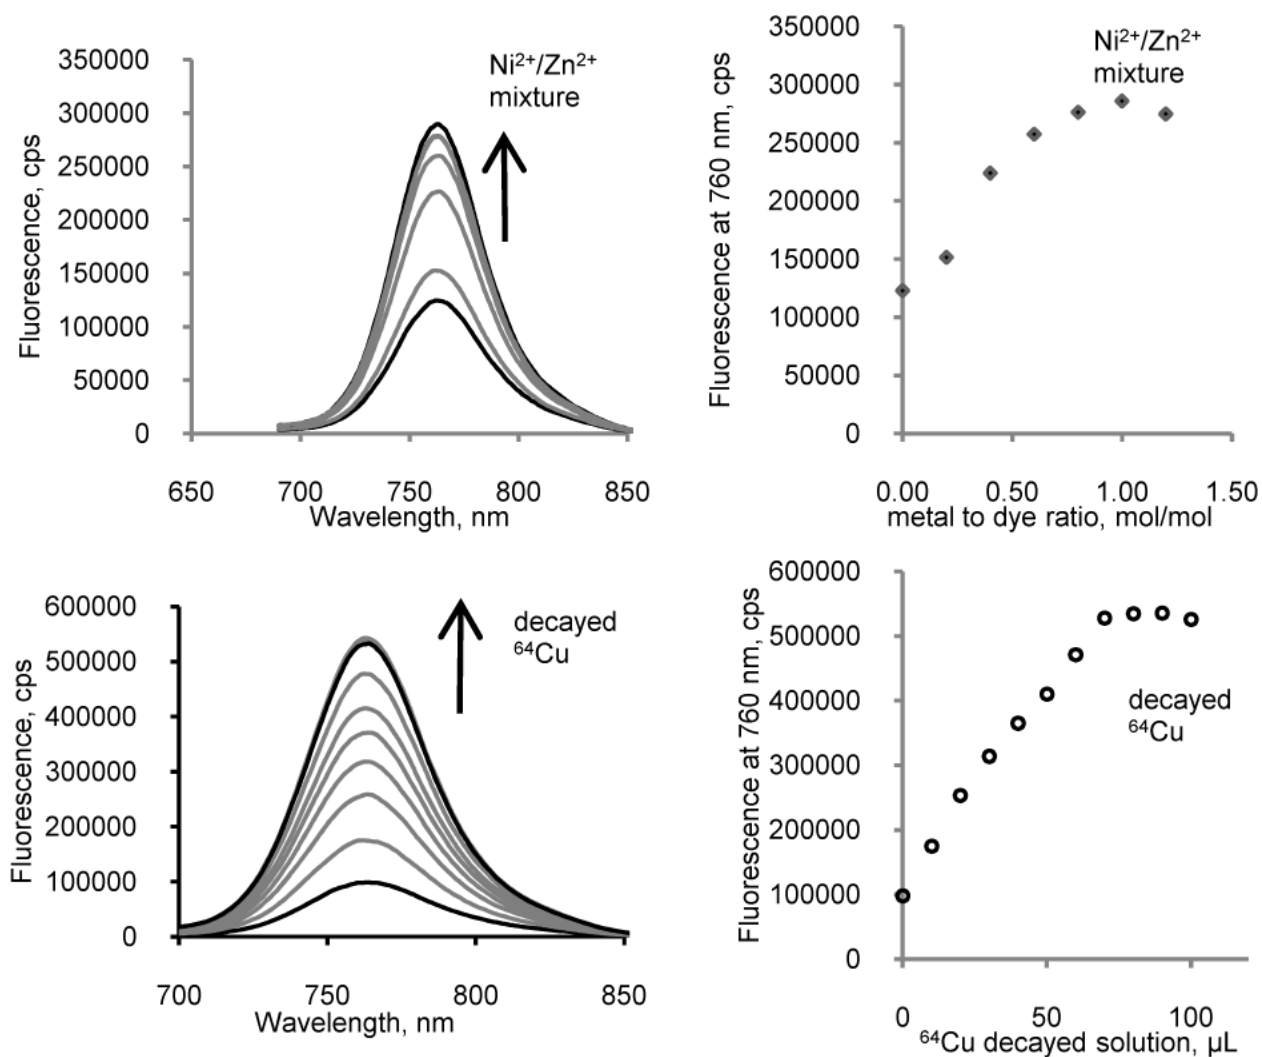 350000
300000
250000
200000
150000
100000
50000
0
Fluorescence, cps
Ni²⁺/Zn²⁺
mixture
650 700 750 800 850
Wavelength, nm
350000
300000
250000
200000
150000
100000
50000
0
Fluorescence at 760 nm, cps
Ni²⁺/Zn²⁺
mixture
0.00 0.50 1.00 1.50
metal to dye ratio, mol/mol
600000
500000
400000
300000
200000
100000
0
Fluorescence, cps
decayed
⁶⁴Cu
700 750 800 850
Wavelength, nm
600000
500000
400000
300000
200000
100000
0
Fluorescence at 760 nm, cps
decayed
⁶⁴Cu
0 50 100
⁶⁴Cu decayed solution, µL